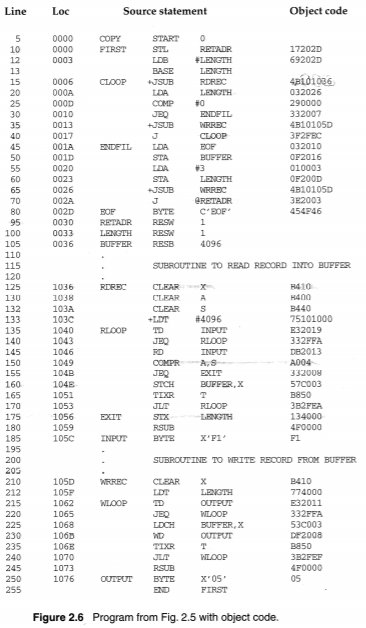 Line Loc Source statement Object code
5 0000 COPY START 0
10 0000 FIRST STL RETADR 17202D
12 0003 LDB #LENGTH 69202D
13 BASE LENGTH
15 0006 CLOOP +JSUB RDREC 4B101036
20 000A LDA LENGTH 032026
25 000D COMP #0 290000
30 0010 JEQ ENDFIL 332007
35 0013 +JSUB WRREC 4B10105D
40 0017 J CLOOP 3F2FEC
45 001A ENDFIL LDA EOF 032010
50 001D STA BUFFER 0F2016
55 0020 LDA #3 010003
60 0023 STA LENGTH 0F200D
65 0026 +JSUB WRREC 4B10105D
70 002A J @RETADR 3E2003
80 002D EOF BYTE C'EOF' 454F46
95 0030 RETADR RESW 1
100 0033 LENGTH RESW 1
105 0036 BUFFER RESB 4096
110 .
115 . SUBROUTINE TO READ RECORD INTO BUFFER
120 .
125 1036 RDREC CLEAR X B410
130 1038 CLEAR A B400
132 103A CLEAR S B440
133 103C +LDT #4096 75101000
135 1040 RLOOP TD INPUT E32019
140 1043 JEQ RLOOP 332FFA
145 1046 RD INPUT DB2013
150 1049 COMPR A,S A004
155 104B JEQ EXIT 332008
160 104E STCH BUFFER,X 57C003
165 1051 TIXR T B850
170 1053 JLT RLOOP 3B2FEA
175 1056 EXIT STX LENGTH 134000
180 1059 RSUB 4F0000
185 105C INPUT BYTE X'F1' F1
195 .
200 . SUBROUTINE TO WRITE RECORD FROM BUFFER
205 .
210 105D WRREC CLEAR X B410
212 105F LDT LENGTH 774000
215 1062 WLOOP TD OUTPUT E32011
220 1065 JEQ WLOOP 332FFA
225 1068 LDCH BUFFER,X 53C003
230 106B WD OUTPUT DF2008
235 106E TIXR T B850
240 1070 JLT WLOOP 3B2FEF
245 1073 RSUB 4F0000
250 1076 OUTPUT BYTE X'05' 05
255 END FIRST
Figure 2.6 Program from Fig. 2.5 with object code.